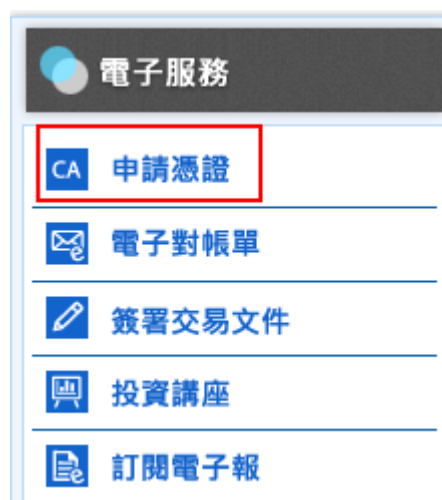 電子服務
CA 申請憑證
電子對帳單
簽署交易文件
投資講座
訂閱電子報